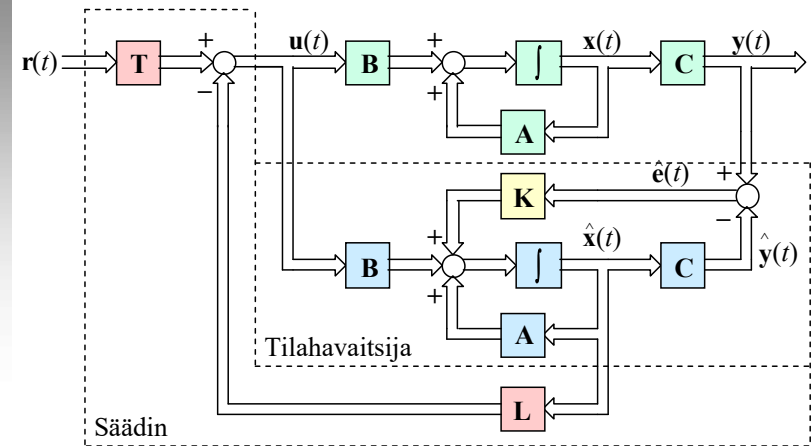 r(t) T + − u(t) B + + ∫ x(t) C y(t)
A
K ê(t) + −
B + + ∫ x̂(t) C ŷ(t)
A
Tilahavaitsija
L
Säädin